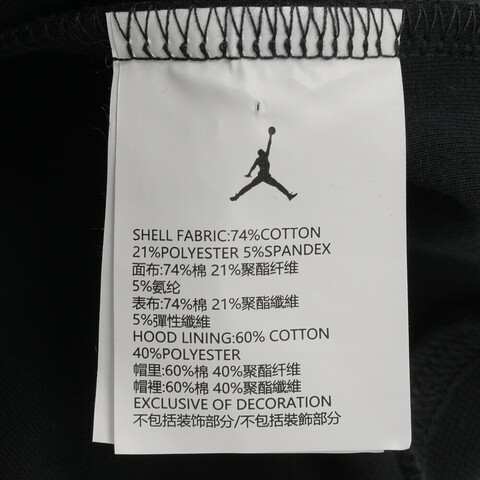 SHELL FABRIC:74%COTTON
21%POLYESTER 5%SPANDEX
面布:74%棉 21%聚酯纤维
5%氨纶
表布:74%棉 21%聚酯纖維
5%彈性纖維
HOOD LINING:60% COTTON
40%POLYESTER
帽里:60%棉 40%聚酯纤维
帽裡:60%棉 40%聚酯纖維
EXCLUSIVE OF DECORATION
不包括装饰部分/不包括裝飾部分